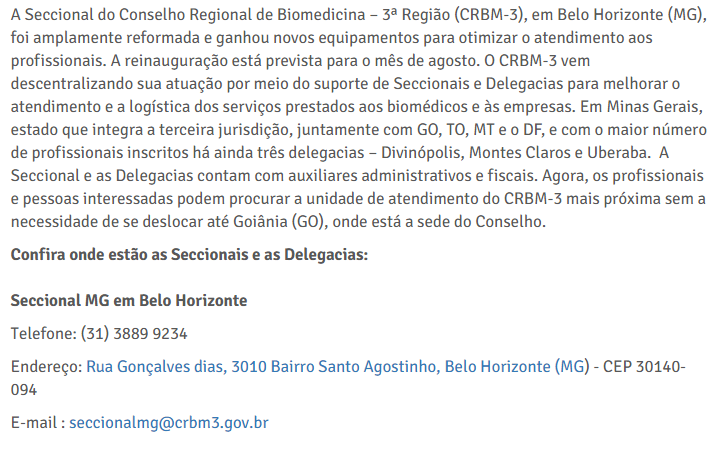 A Seccional do Conselho Regional de Biomedicina – 3ª Região (CRBM-3), em Belo Horizonte (MG),
foi amplamente reformada e ganhou novos equipamentos para otimizar o atendimento aos
profissionais. A reinauguração está prevista para o mês de agosto. O CRBM-3 vem
descentralizando sua atuação por meio do suporte de Seccionais e Delegacias para melhorar o
atendimento e a logística dos serviços prestados aos biomédicos e às empresas. Em Minas Gerais,
estado que integra a terceira jurisdição, juntamente com GO, TO, MT e o DF, e com o maior número
de profissionais inscritos há ainda três delegacias – Divinópolis, Montes Claros e Uberaba.  A
Seccional e as Delegacias contam com auxiliares administrativos e fiscais. Agora, os profissionais
e pessoas interessadas podem procurar a unidade de atendimento do CRBM-3 mais próxima sem a
necessidade de se deslocar até Goiânia (GO), onde está a sede do Conselho.
Confira onde estão as Seccionais e as Delegacias:
Seccional MG em Belo Horizonte
Telefone: (31) 3889 9234
Endereço: Rua Gonçalves dias, 3010 Bairro Santo Agostinho, Belo Horizonte (MG) - CEP 30140-
094
E-mail : seccionalmg@crbm3.gov.br